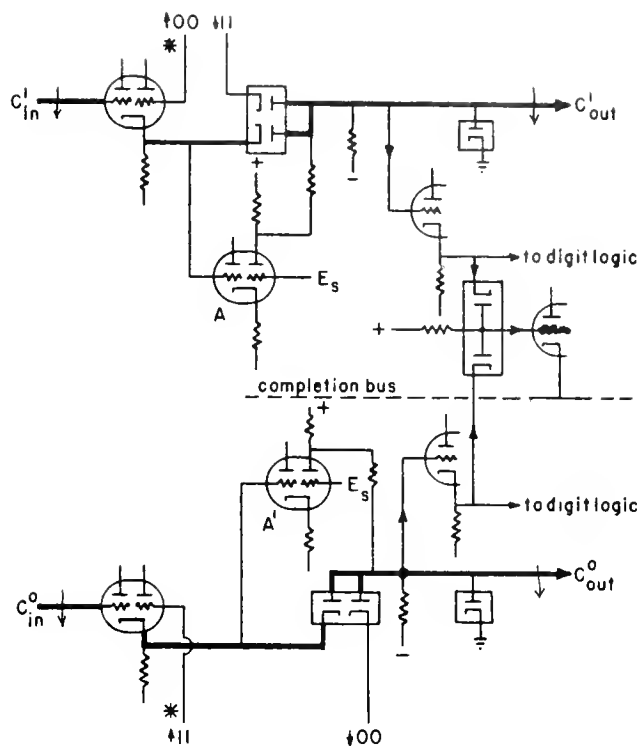 ↑00 ↓11
*
C¹in
C¹out
+
−
Es
A
to digit logic
+
completion bus
+
Es
A'
to digit logic
C⁰in
C⁰out
−
*
↑11
↓00